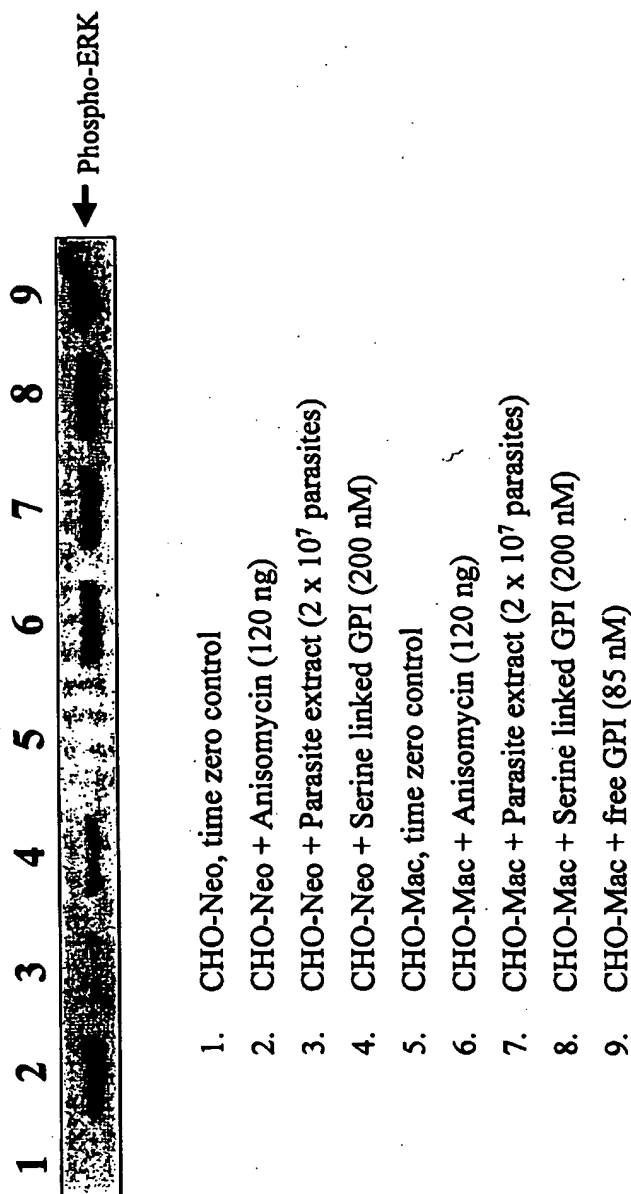 1 2 3 4 5 6 7 8 9
Phospho-ERK
1. CHO-Neo, time zero control
2. CHO-Neo + Anisomycin (120 ng)
3. CHO-Neo + Parasite extract (2 x 10⁷ parasites)
4. CHO-Neo + Serine linked GPI (200 nM)
5. CHO-Mac, time zero control
6. CHO-Mac + Anisomycin (120 ng)
7. CHO-Mac + Parasite extract (2 x 10⁷ parasites)
8. CHO-Mac + Serine linked GPI (200 nM)
9. CHO-Mac + free GPI (85 nM)